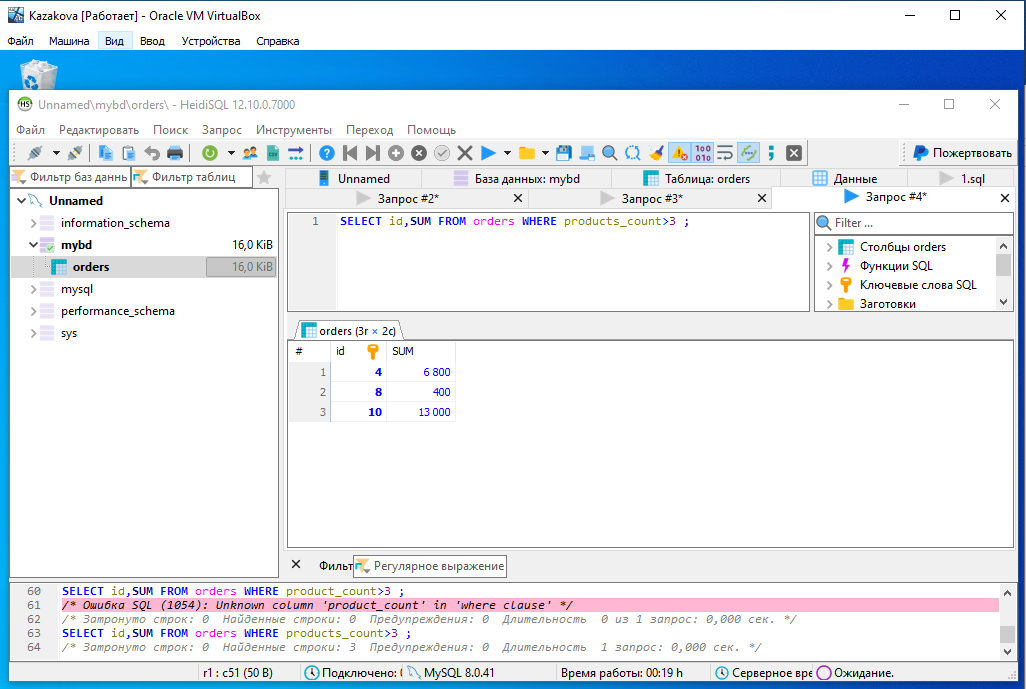 Kazakova [Работает] - Oracle VM VirtualBox
Файл Машина Вид Ввод Устройства Справка
Unnamed\mybd\orders\ - HeidiSQL 12.10.0.7000
Файл Редактировать Поиск Запрос Инструменты Переход Помощь
Пожертвовать
Фильтр баз данны Фильтр таблиц
Unnamed База данных: mybd Таблица: orders Данные 1.sql
Запрос #2* Запрос #3* Запрос #4*
Unnamed
information_schema
mybd 16,0 KiB
orders 16,0 KiB
mysql
performance_schema
sys
1 SELECT id,SUM FROM orders WHERE products_count>3 ;
Filter ...
Столбцы orders
Функции SQL
Ключевые слова SQL
Заготовки
orders (3r × 2c)
# id SUM
1 4 6 800
2 8 400
3 10 13 000
Фильт Регулярное выражение
60 SELECT id,SUM FROM orders WHERE product_count>3 ;
61 /* Ошибка SQL (1054): Unknown column 'product_count' in 'where clause' */
62 /* Затронуто строк: 0 Найденные строки: 0 Предупреждения: 0 Длительность 0 из 1 запрос: 0,000 сек. */
63 SELECT id,SUM FROM orders WHERE products_count>3 ;
64 /* Затронуто строк: 0 Найденные строки: 3 Предупреждения: 0 Длительность 1 запрос: 0,000 сек. */
r1 : c51 (50 B) Подключено: MySQL 8.0.41 Время работы: 00:19 h Серверное вре Ожидание.